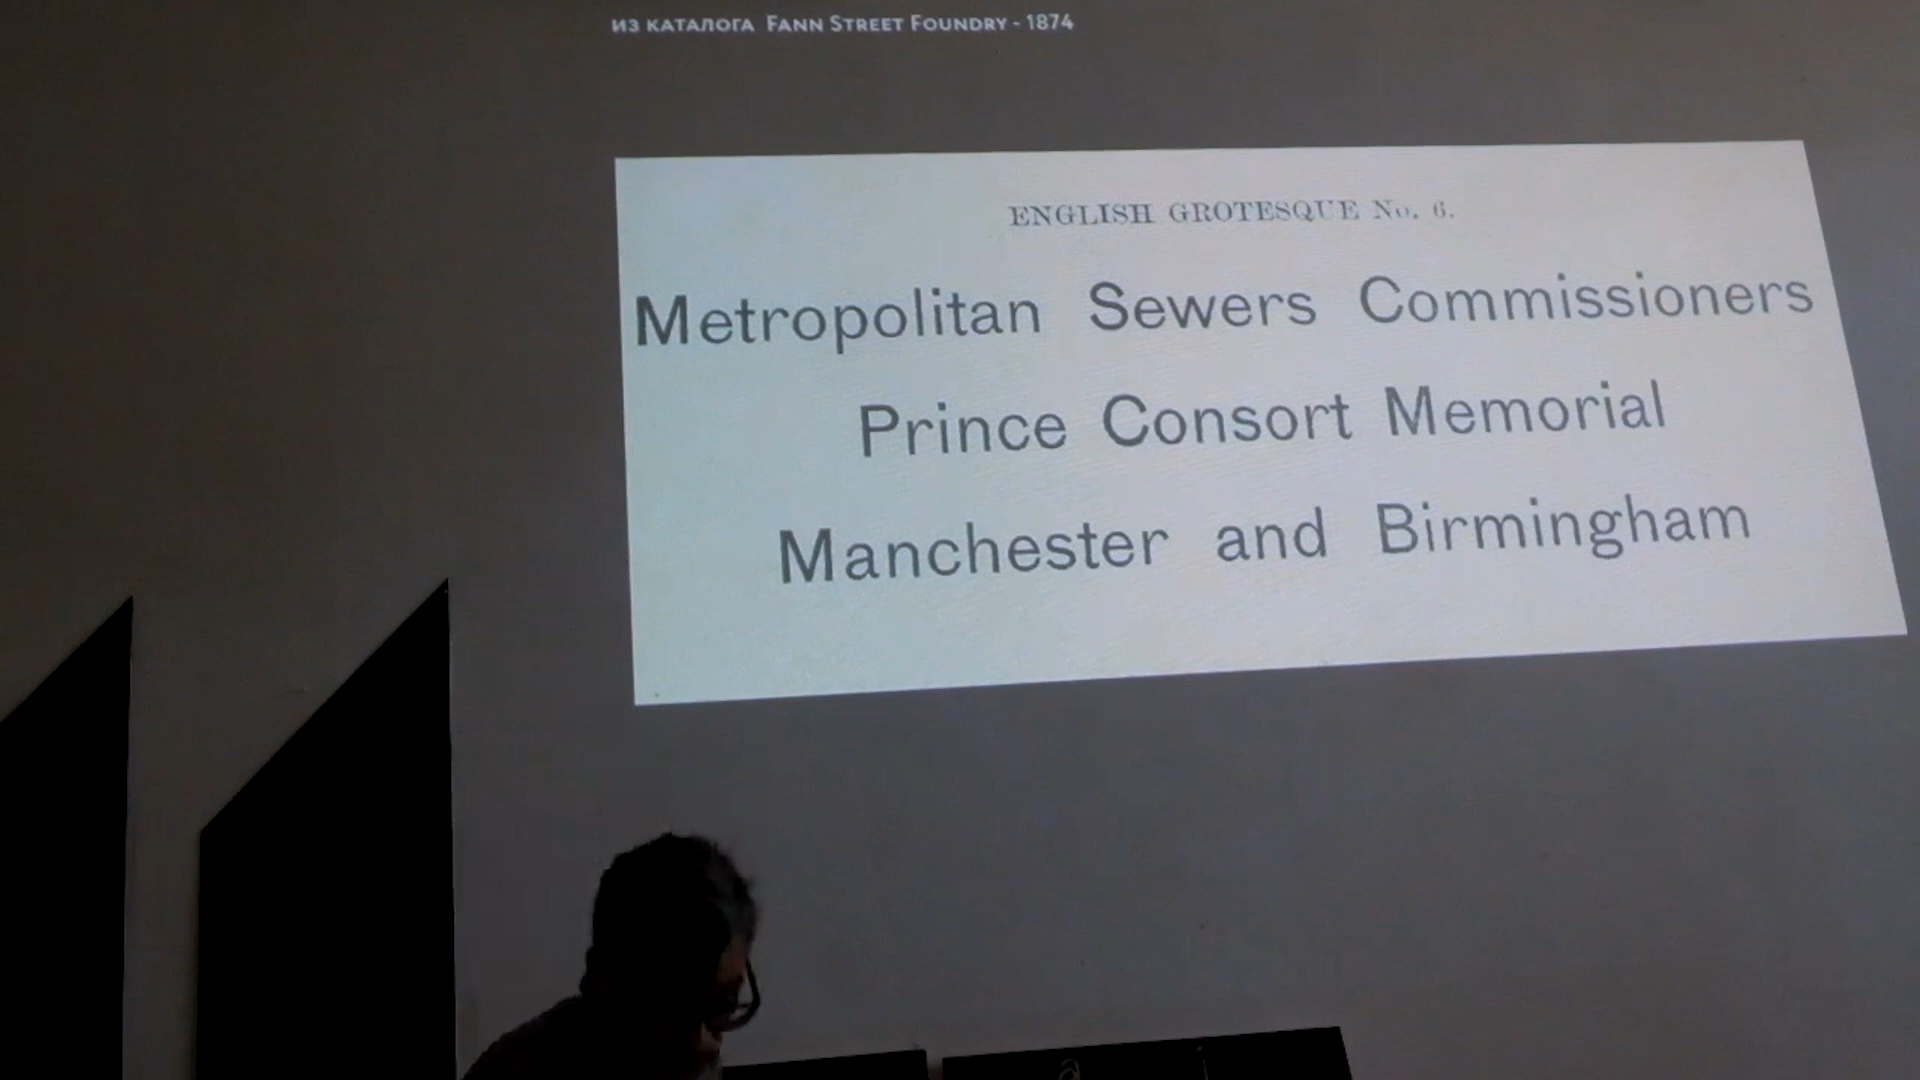 из каталога Fann Street Foundry - 1874
ENGLISH GROTESQUE No. 6.
Metropolitan Sewers Commissioners
Prince Consort Memorial
Manchester and Birmingham